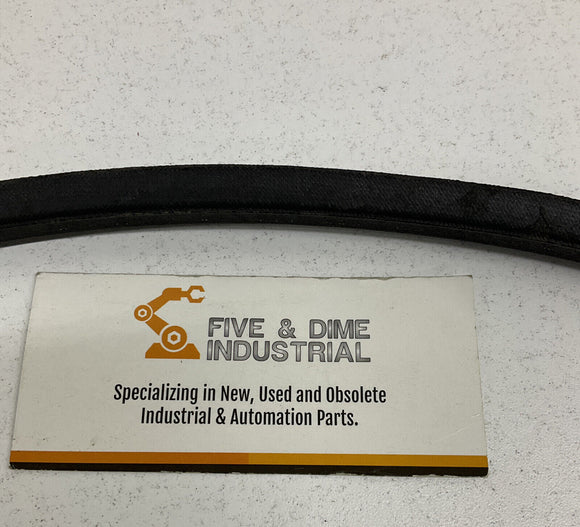 FIVE & DIME
INDUSTRIAL
Specializing in New, Used and Obsolete
Industrial & Automation Parts.